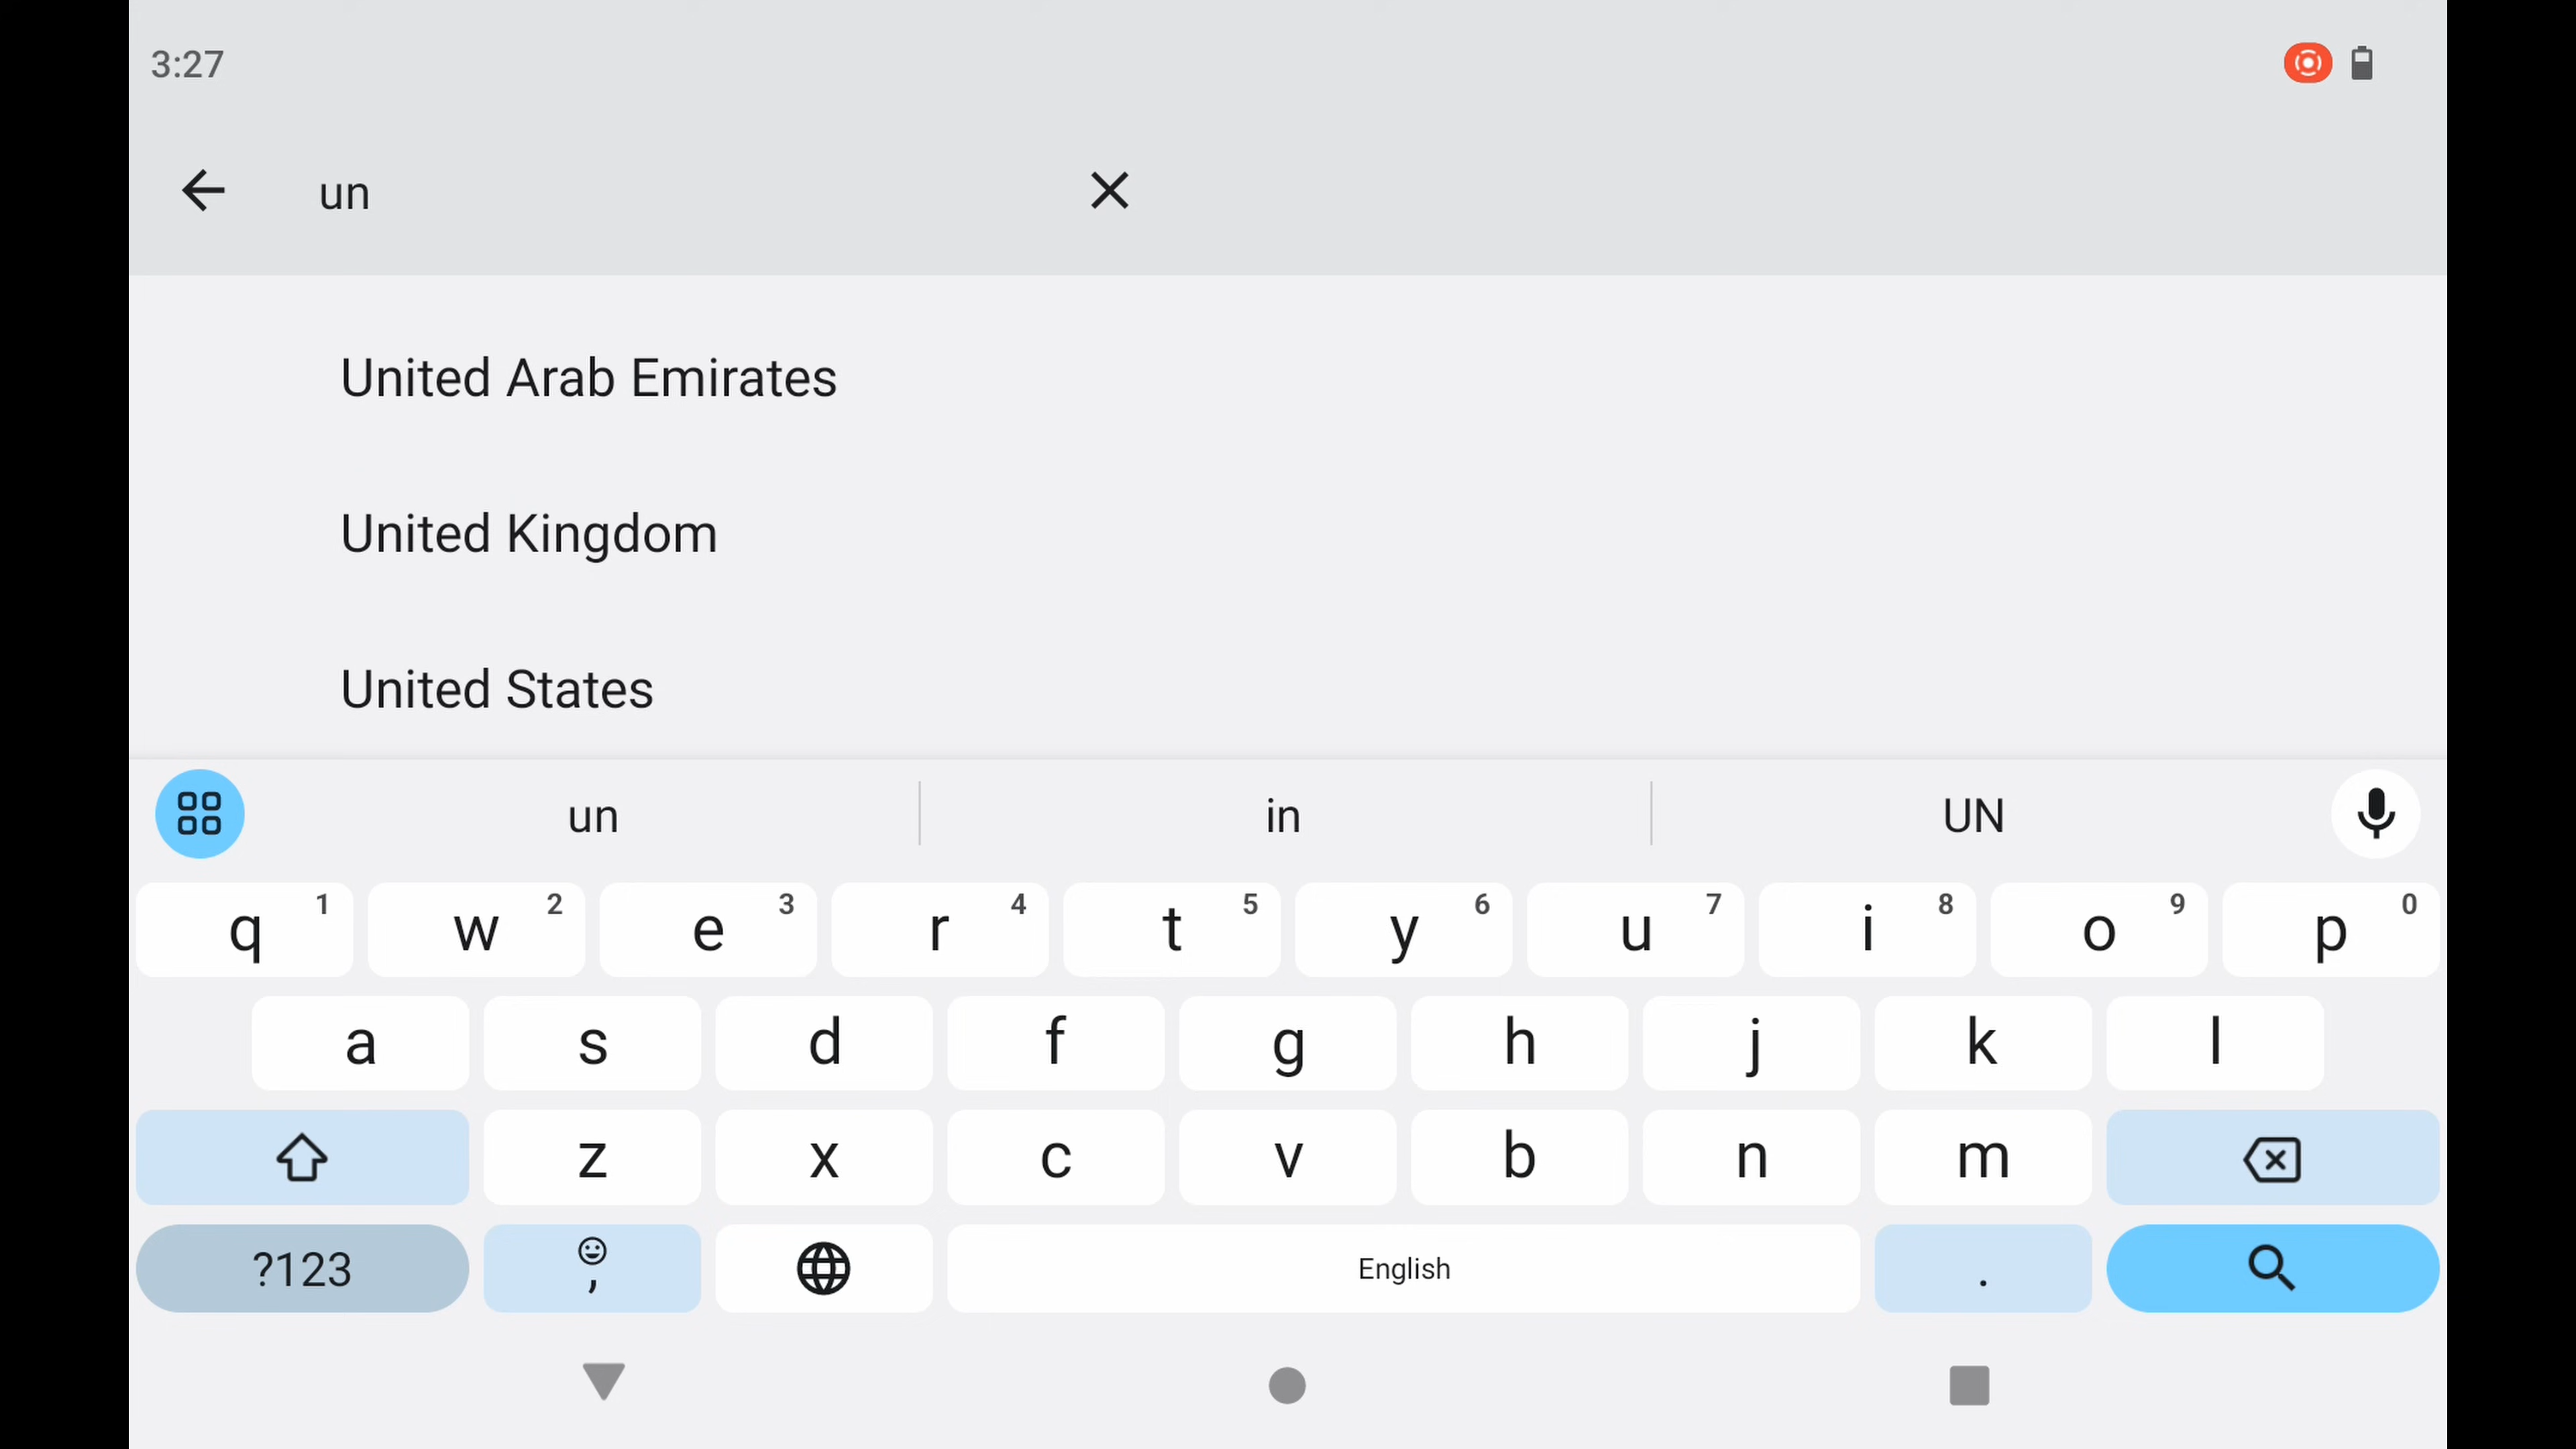 3:27
un
United Arab Emirates
United Kingdom
United States
un in UN
q 1 w 2 e 3 r 4 t 5 y 6 u 7 i 8 o 9 p 0
a s d f g h j k l
z x c v b n m
?123 , English .